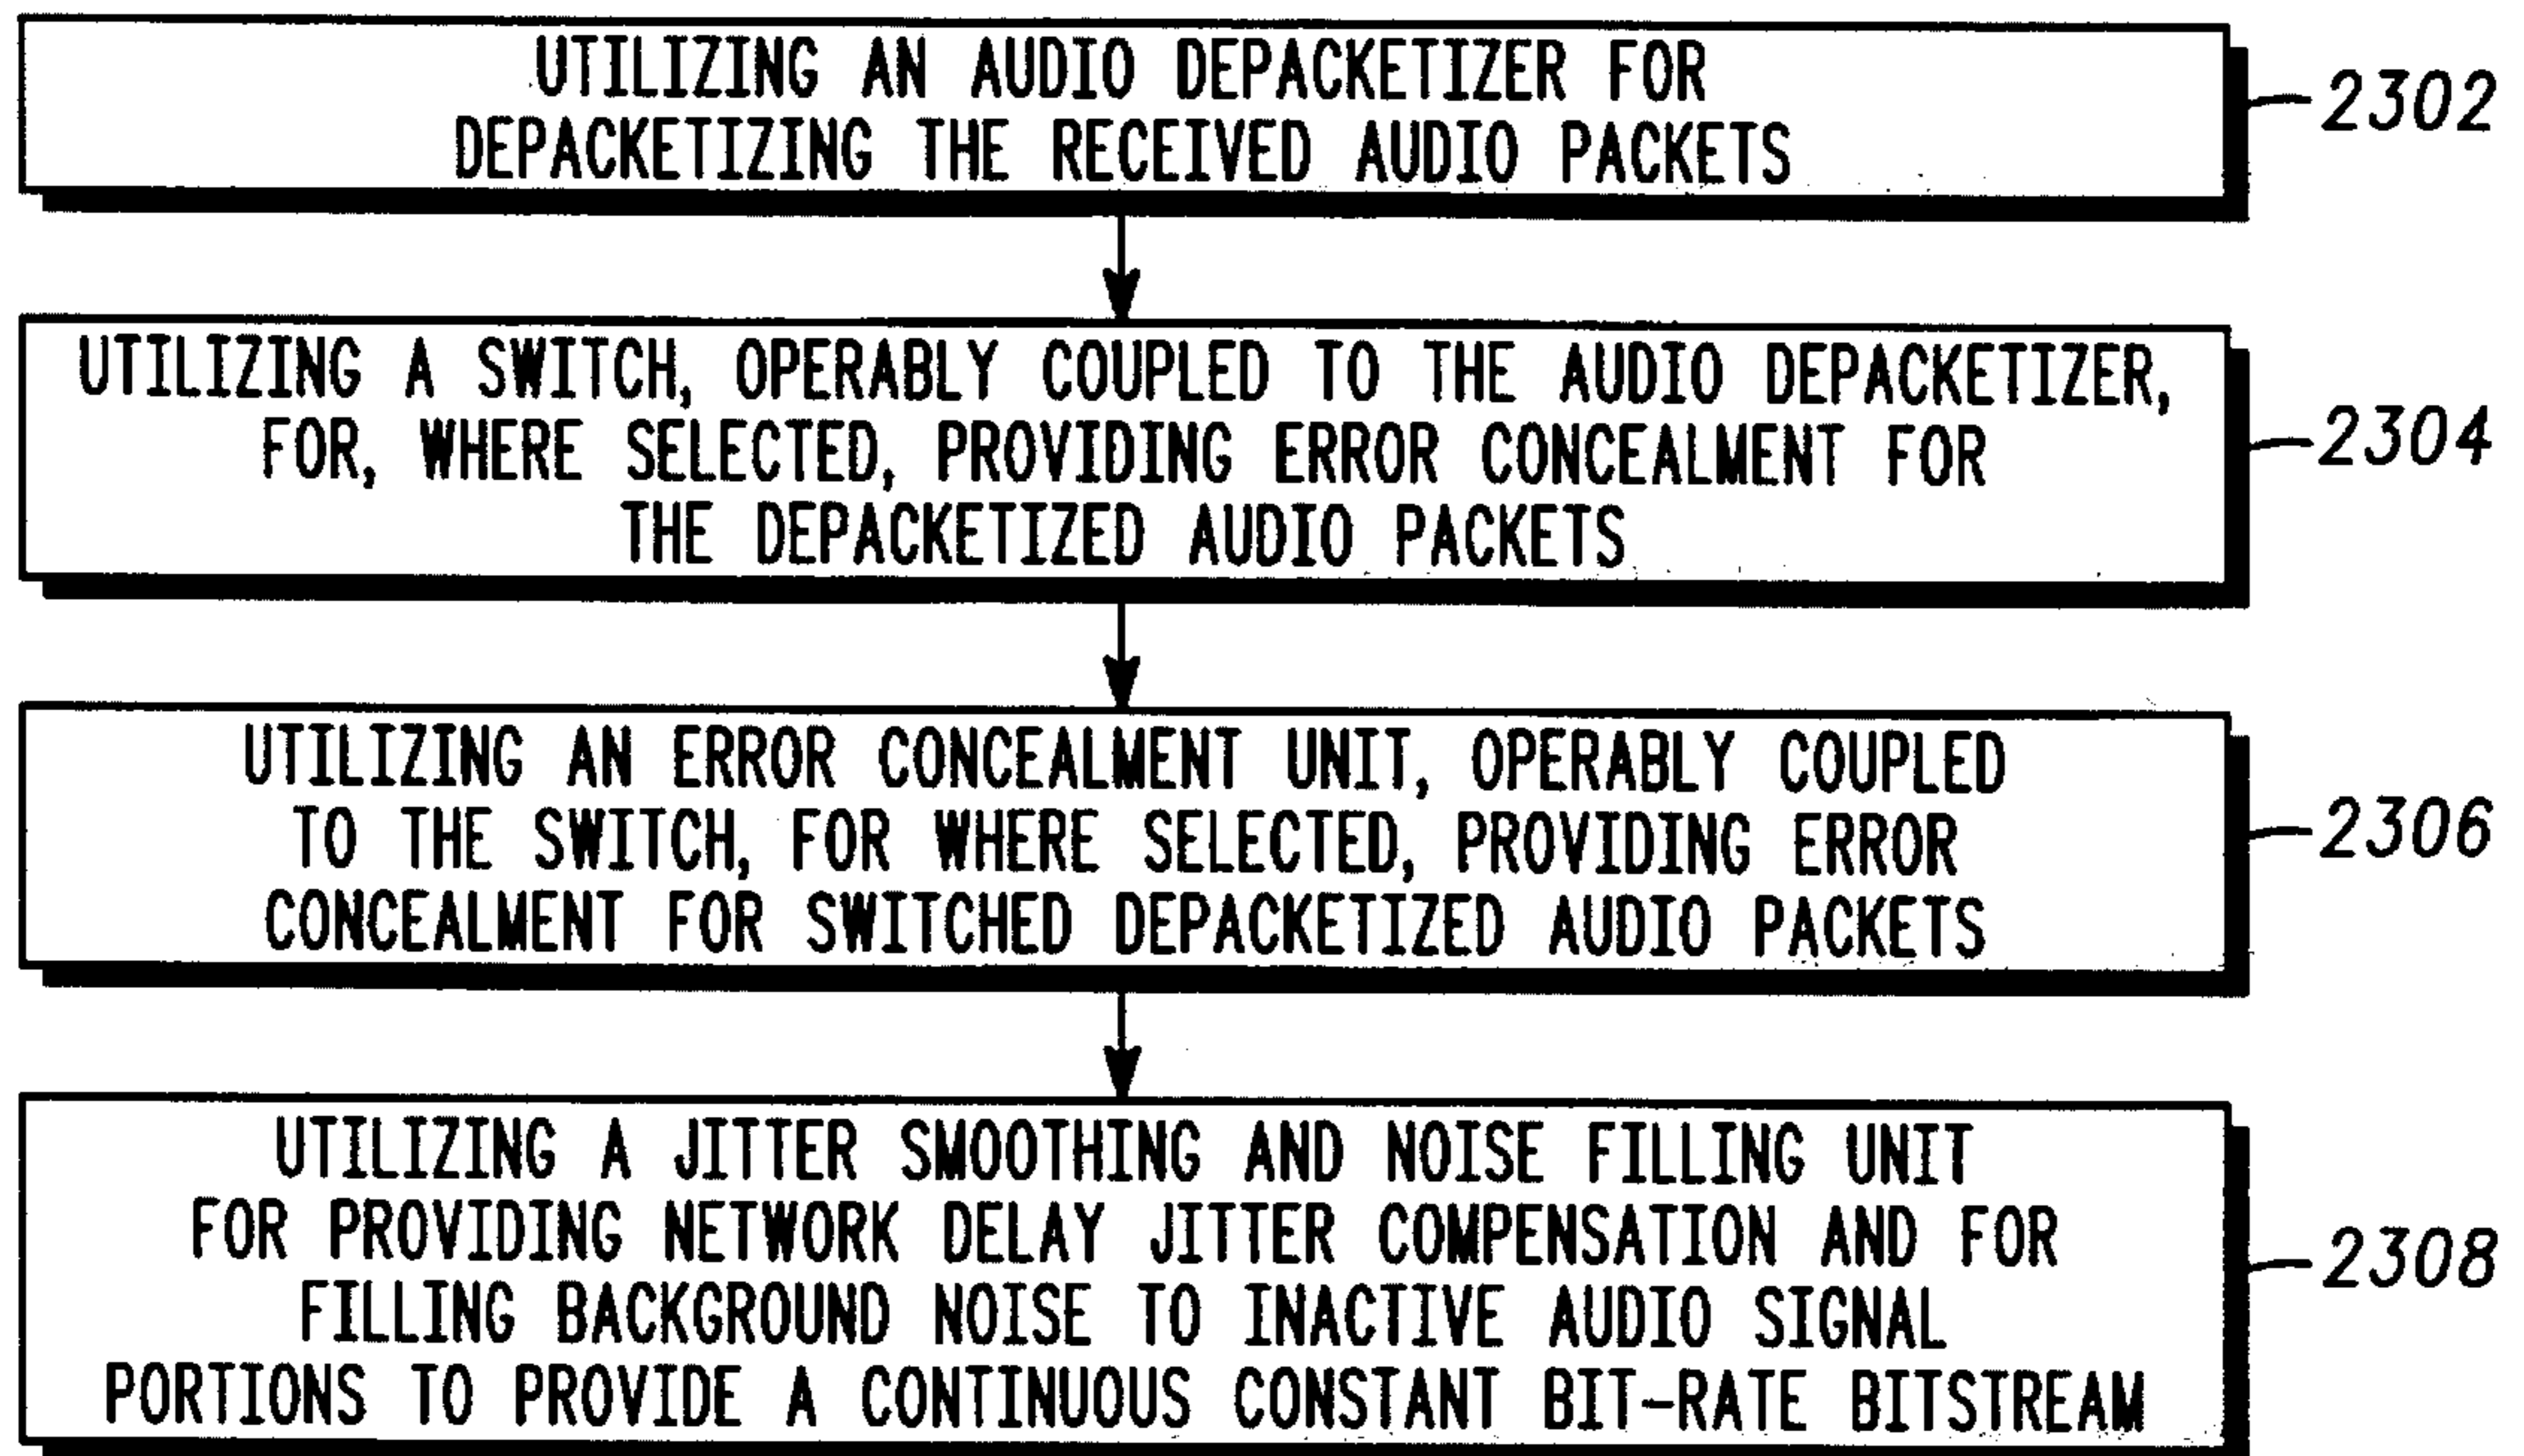 UTILIZING AN AUDIO DEPACKETIZER FOR
DEPACKETIZING THE RECEIVED AUDIO PACKETS
2302
UTILIZING A SWITCH, OPERABLY COUPLED TO THE AUDIO DEPACKETIZER,
FOR, WHERE SELECTED, PROVIDING ERROR CONCEALMENT FOR
THE DEPACKETIZED AUDIO PACKETS
2304
UTILIZING AN ERROR CONCEALMENT UNIT, OPERABLY COUPLED
TO THE SWITCH, FOR WHERE SELECTED, PROVIDING ERROR
CONCEALMENT FOR SWITCHED DEPACKETIZED AUDIO PACKETS
2306
UTILIZING A JITTER SMOOTHING AND NOISE FILLING UNIT
FOR PROVIDING NETWORK DELAY JITTER COMPENSATION AND FOR
FILLING BACKGROUND NOISE TO INACTIVE AUDIO SIGNAL
PORTIONS TO PROVIDE A CONTINUOUS CONSTANT BIT-RATE BITSTREAM
2308